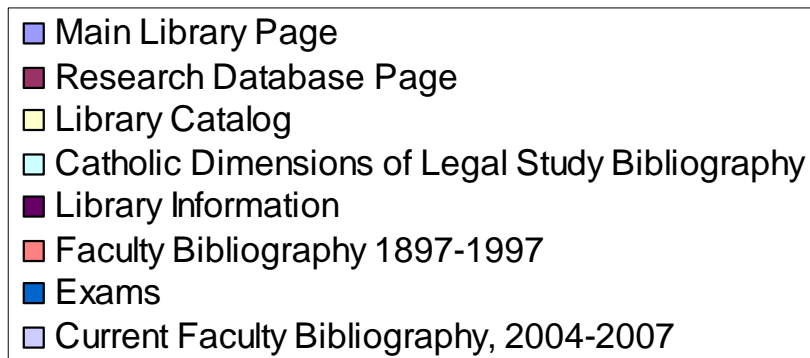 Main Library Page
Research Database Page
Library Catalog
Catholic Dimensions of Legal Study Bibliography
Library Information
Faculty Bibliography 1897-1997
Exams
Current Faculty Bibliography, 2004-2007